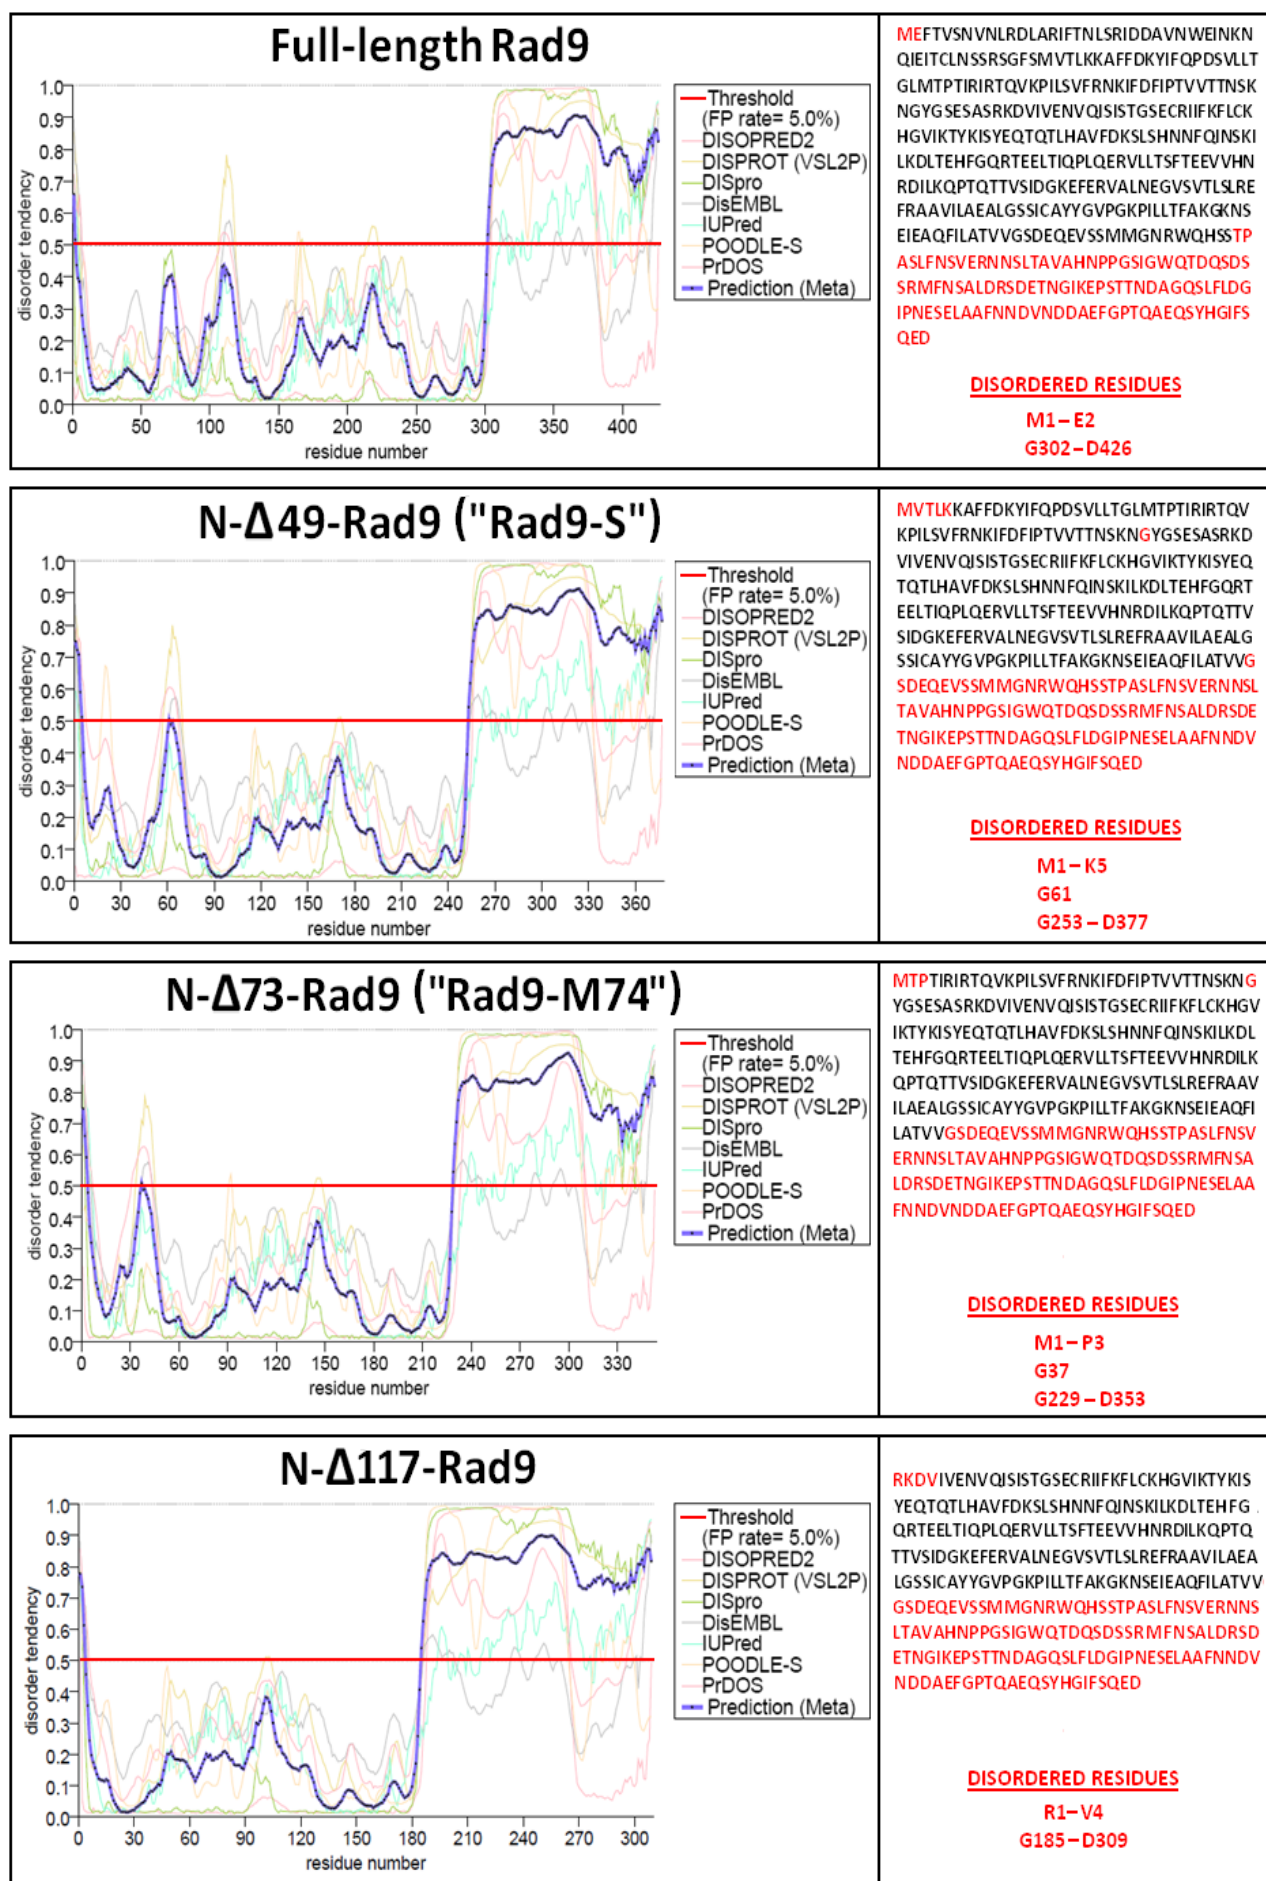 Full-length Rad9
disorder tendency
1.0
0.9
0.8
0.7
0.6
0.5
0.4
0.3
0.2
0.1
0.0
0 50 100 150 200 250 300 350 400
residue number
Threshold
(FP rate= 5.0%)
DISOPRED2
DISPROT (VSL2P)
DISpro
DisEMBL
IUPred
POODLE-S
PrDOS
Prediction (Meta)
MEFTVSNVNLRDLARIFTNLSRIDDAVNWEINKN
QIEITCLNSSRSGFSMVTLKKAFFDKYIFQPDSVLLT
GLMTPTIRIRTQVKPILSVFRNKIFDFIPTVVTTNSK
NGYGSESASRKDVIVENVQISISTGSECRIIFKFLCK
HGVIKTYKISYEQTQTLHAVFDKSLSHNNFQINSKI
LKDLTEHFGQRTEELTIQPLQERVLLTSFTEEVVHN
RDILKQPTQTTVSIDGKEFERVALNEGVSVTLSLRE
FRAAVILAEALGSSICAYYGVPGKPILLTFAKGKNS
EIEAQFILATVVGSDEQEVSSMMGNRWQHSSTP
ASLFNSVERNNSLTAVAHNPPGSIGWQTDQSDS
SRMFNSALDRSDETNGIKEPSTTNDAGQSLFLDG
IPNESELAAFNNDVNDDAEFGPTQAEQSYHGIFS
QED
DISORDERED RESIDUES
M1 – E2
G302 – D426
N-Δ49-Rad9 ("Rad9-S")
disorder tendency
1.0
0.9
0.8
0.7
0.6
0.5
0.4
0.3
0.2
0.1
0.0
0 30 60 90 120 150 180 210 240 270 300 330 360
residue number
Threshold
(FP rate= 5.0%)
DISOPRED2
DISPROT (VSL2P)
DISpro
DisEMBL
IUPred
POODLE-S
PrDOS
Prediction (Meta)
MVTLKKAFFDKYIFQPDSVLLTGLMTPTIRIRTQV
KPILSVFRNKIFDFIPTVVTTNSKNGYGSESASRKD
VIVENVQISISTGSECRIIFKFLCKHGVIKTYKISYEQ
TQTLHAVFDKSLSHNNFQINSKILKDLTEHFGQRT
EELTIQPLQERVLLTSFTEEVVHNRDILKQPTQTTV
SIDGKEFERVALNEGVSVTLSLREFRAAVILAEALG
SSICAYYGVPGKPILLTFAKGKNSEIEAQFILATVVG
SDEQEVSSMMGNRWQHSSTPASLFNSVERNNSL
TAVAHNPPGSIGWQTDQSDSSRMFNSALDRSDE
TNGIKEPSTTNDAGQSLFLDGIPNESELAAFNNDV
NDDAEFGPTQAEQSYHGIFSQED
DISORDERED RESIDUES
M1 – K5
G61
G253 – D377
N-Δ73-Rad9 ("Rad9-M74")
disorder tendency
1.0
0.9
0.8
0.7
0.6
0.5
0.4
0.3
0.2
0.1
0.0
0 30 60 90 120 150 180 210 240 270 300 330
residue number
Threshold
(FP rate= 5.0%)
DISOPRED2
DISPROT (VSL2P)
DISpro
DisEMBL
IUPred
POODLE-S
PrDOS
Prediction (Meta)
MTPTIRIRTQVKPILSVFRNKIFDFIPTVVTTNSKNG
YGSESASRKDVIVENVQISISTGSECRIIFKFLCKHGV
IKTYKISYEQTQTLHAVFDKSLSHNNFQINSKILKDL
TEHFGQRTEELTIQPLQERVLLTSFTEEVVHNRDILK
QPTQTTVSIDGKEFERVALNEGVSVTLSLREFRAAV
ILAEALGSSICAYYGVPGKPILLTFAKGKNSEIEAQFI
LATVVGSDEQEVSSMMGNRWQHSSTPASLFNSV
ERNNSLTAVAHNPPGSIGWQTDQSDSSRMFNSA
LDRSDETNGIKEPSTTNDAGQSLFLDGIPNESELAA
FNNDVNDDAEFGPTQAEQSYHGIFSQED
DISORDERED RESIDUES
M1 – P3
G37
G229 – D353
N-Δ117-Rad9
disorder tendency
1.0
0.9
0.8
0.7
0.6
0.5
0.4
0.3
0.2
0.1
0.0
0 30 60 90 120 150 180 210 240 270 300
residue number
Threshold
(FP rate= 5.0%)
DISOPRED2
DISPROT (VSL2P)
DISpro
DisEMBL
IUPred
POODLE-S
PrDOS
Prediction (Meta)
RKDVIVENVQISISTGSECRIIFKFLCKHGVIKTYKIS
YEQTQTLHAVFDKSLSHNNFQINSKILKDLTEHFG
QRTEELTIQPLQERVLLTSFTEEVVHNRDILKQPTQ
TTVSIDGKEFERVALNEGVSVTLSLREFRAAVILAEA
LGSSICAYYGVPGKPILLTFAKGKNSEIEAQFILATVV
GSDEQEVSSMMGNRWQHSSTPASLFNSVERNNS
LTAVAHNPPGSIGWQTDQSDSSRMFNSALDRSD
ETNGIKEPSTTNDAGQSLFLDGIPNESELAAFNNDV
NDDAEFGPTQAEQSYHGIFSQED
DISORDERED RESIDUES
R1– V4
G185 – D309